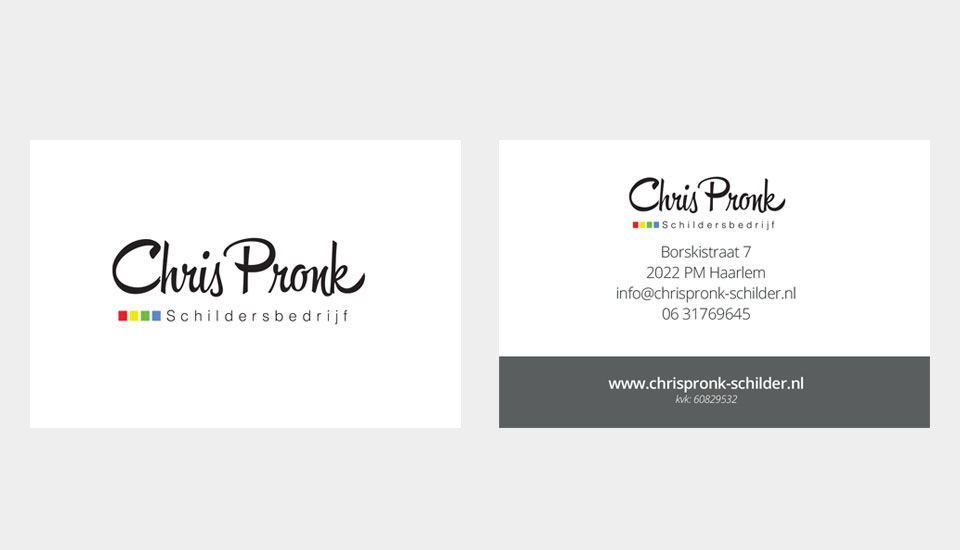 Chris Pronk
Schildersbedrijf
Chris Pronk
Schildersbedrijf
Borskistraat 7
2022 PM Haarlem
info@chrispronk-schilder.nl
06 31769645
www.chrispronk-schilder.nl
kvk: 60829532